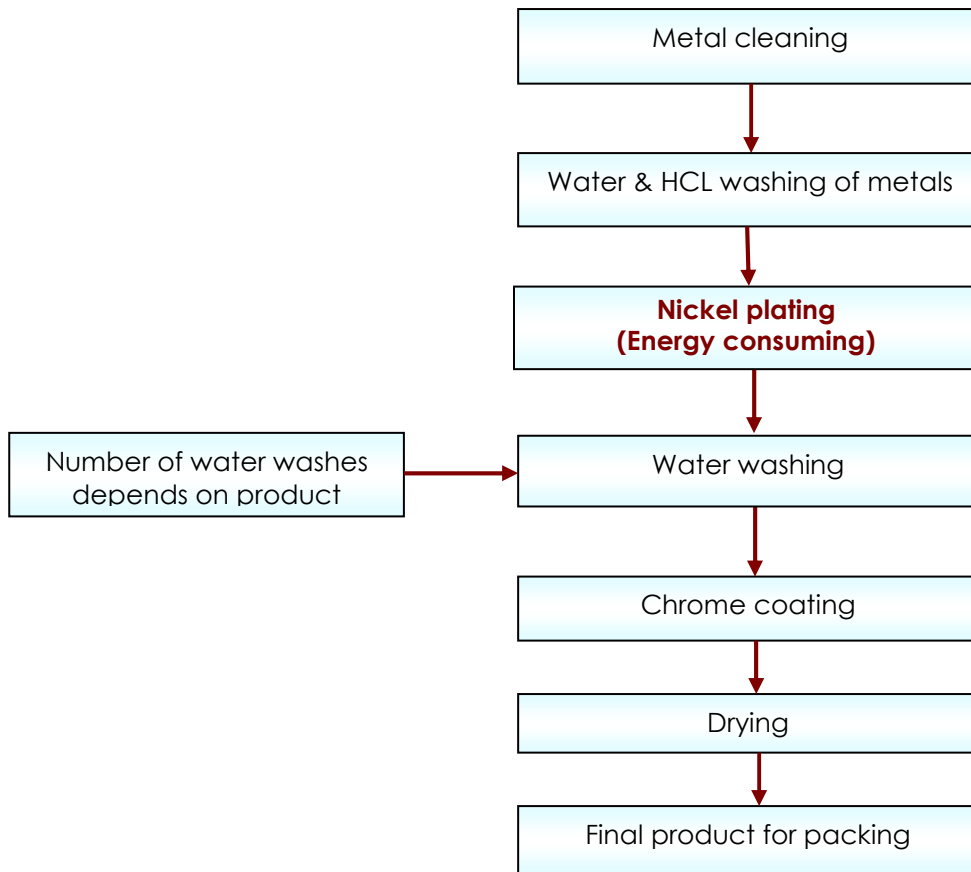 Metal cleaning
Water & HCL washing of metals
Nickel plating
(Energy consuming)
Number of water washes
depends on product
Water washing
Chrome coating
Drying
Final product for packing